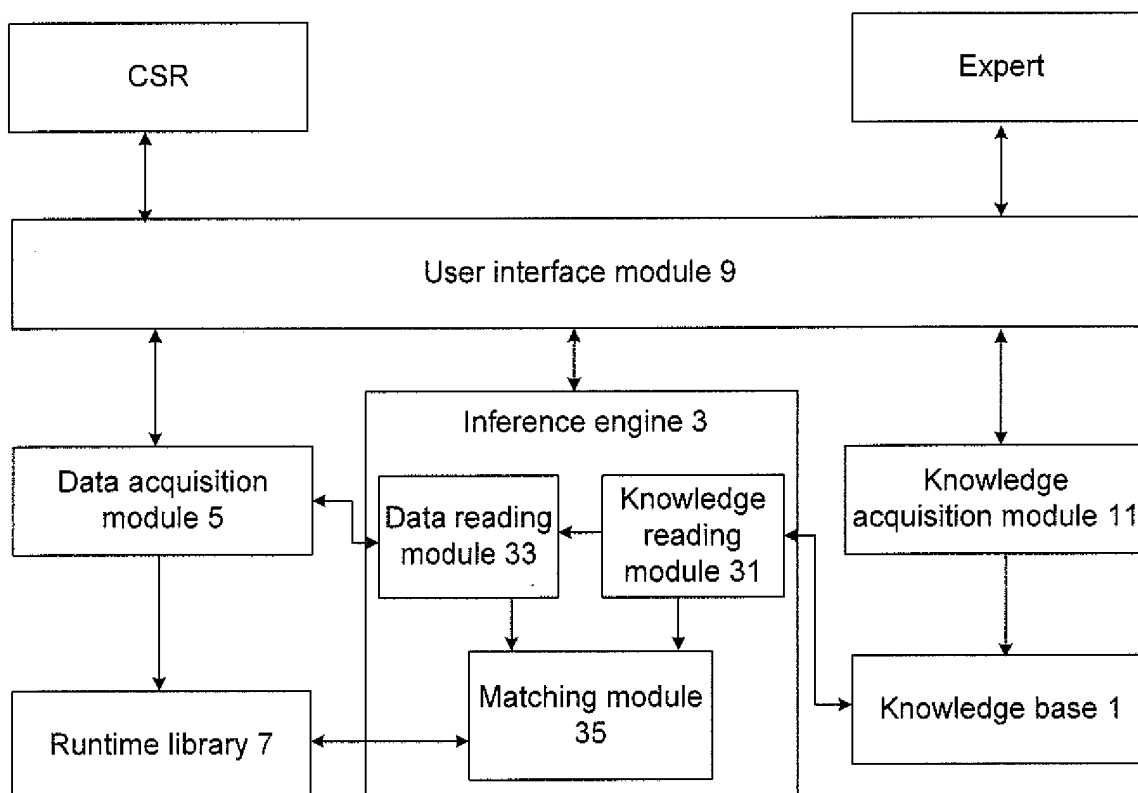 CSR
Expert
User interface module 9
Inference engine 3
Data acquisition
module 5
Data reading
module 33
Knowledge
reading
module 31
Knowledge
acquisition module 11
Matching module
35
Runtime library 7
Knowledge base 1